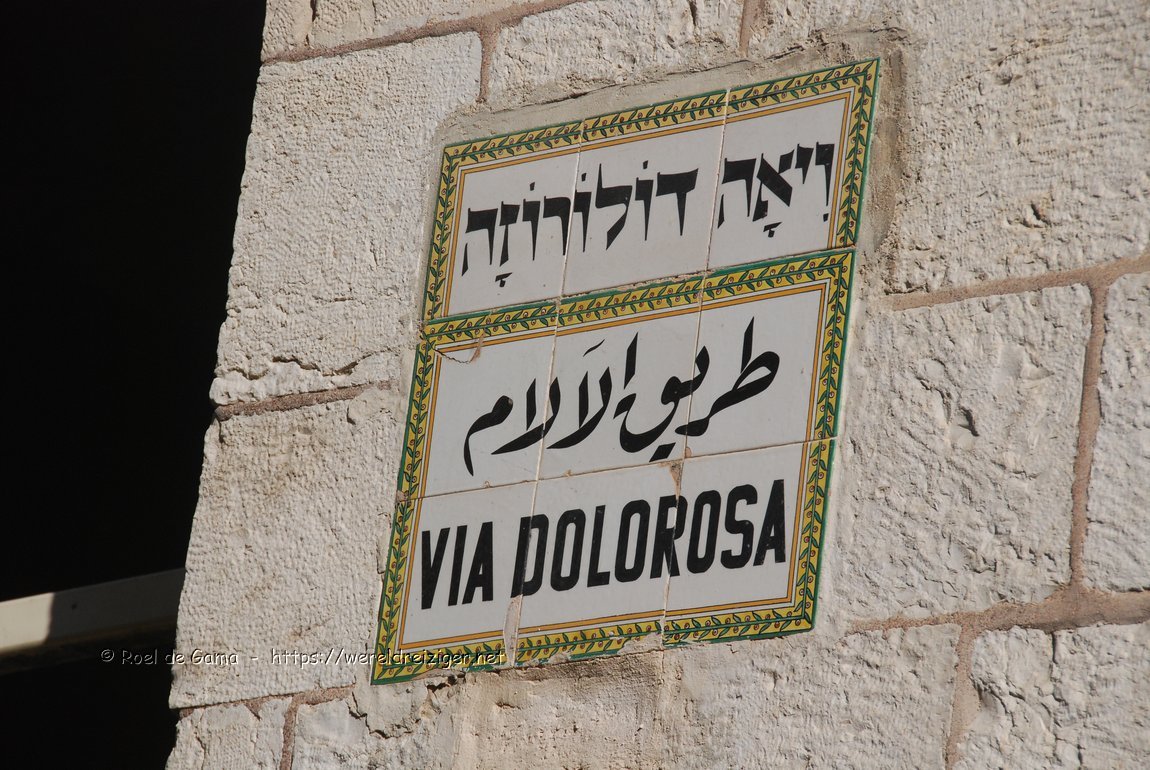 וִיאָה דוֹלוֹרוֹזָה
طريق الآلام
VIA DOLOROSA
© Roel de Gama - https://wereldreiziger.net